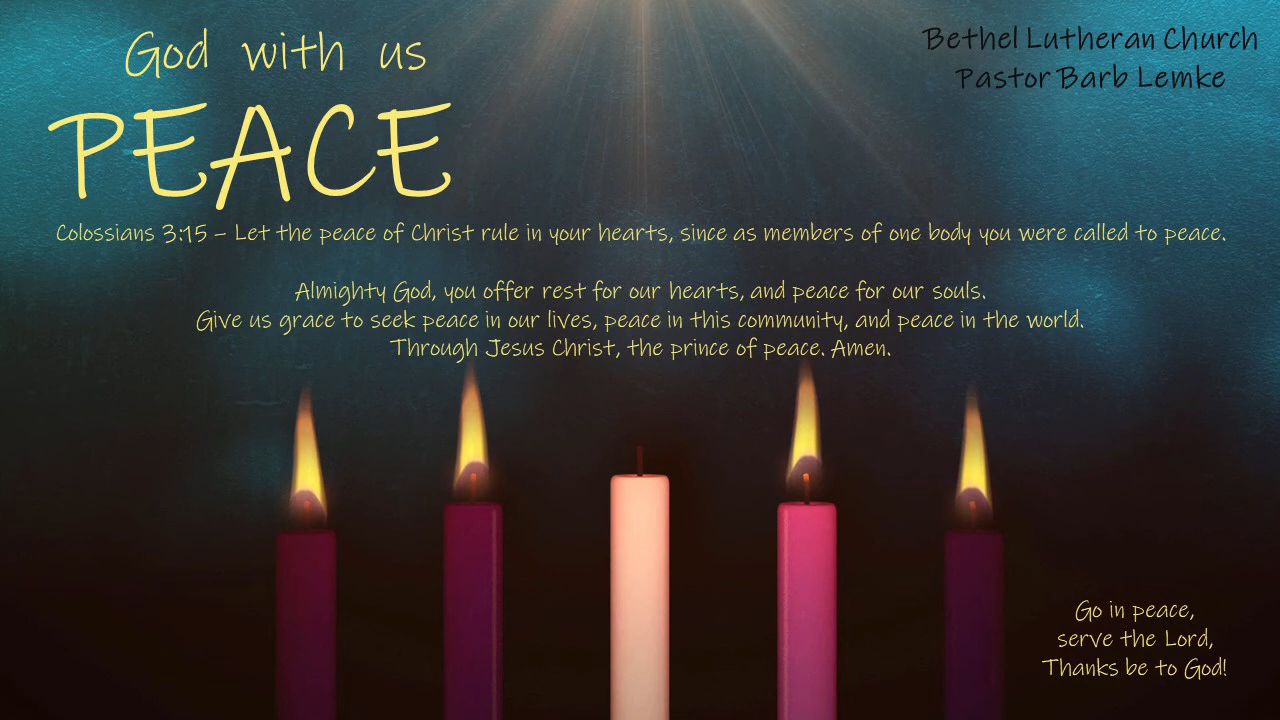 God with us
PEACE
Bethel Lutheran Church
Pastor Barb Lemke
Colossians 3:15 – Let the peace of Christ rule in your hearts, since as members of one body you were called to peace.
Almighty God, you offer rest for our hearts, and peace for our souls.
Give us grace to seek peace in our lives, peace in this community, and peace in the world.
Through Jesus Christ, the prince of peace. Amen.
Go in peace,
serve the Lord,
Thanks be to God!